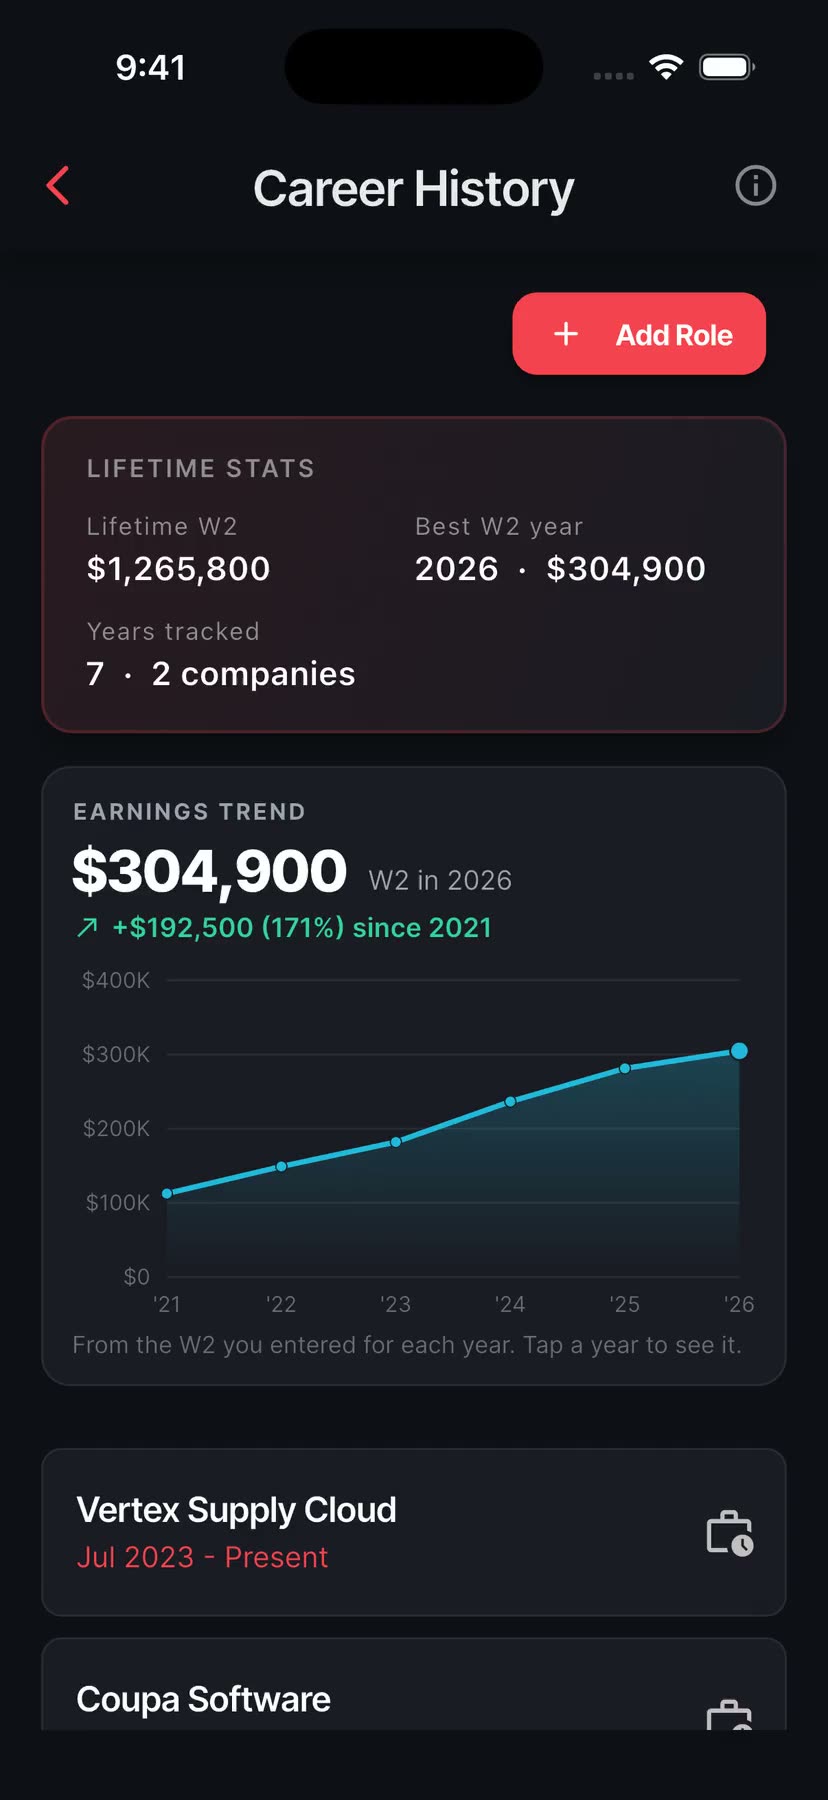 9:41
Career History
+ Add Role
LIFETIME STATS
Lifetime W2
$1,265,800
Best W2 year
2026 · $304,900
Years tracked
7 · 2 companies
EARNINGS TREND
$304,900 W2 in 2026
+$192,500 (171%) since 2021
$400K
$300K
$200K
$100K
$0
'21 '22 '23 '24 '25 '26
From the W2 you entered for each year. Tap a year to see it.
Vertex Supply Cloud
Jul 2023 - Present
Coupa Software